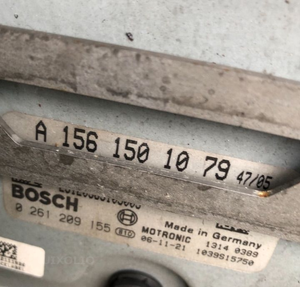 A 156 150 10 79 47/05
BOSCH
0 261 209 155
Made in Germany
MOTRONIC 1314 0389
06-11-21 1039S15750